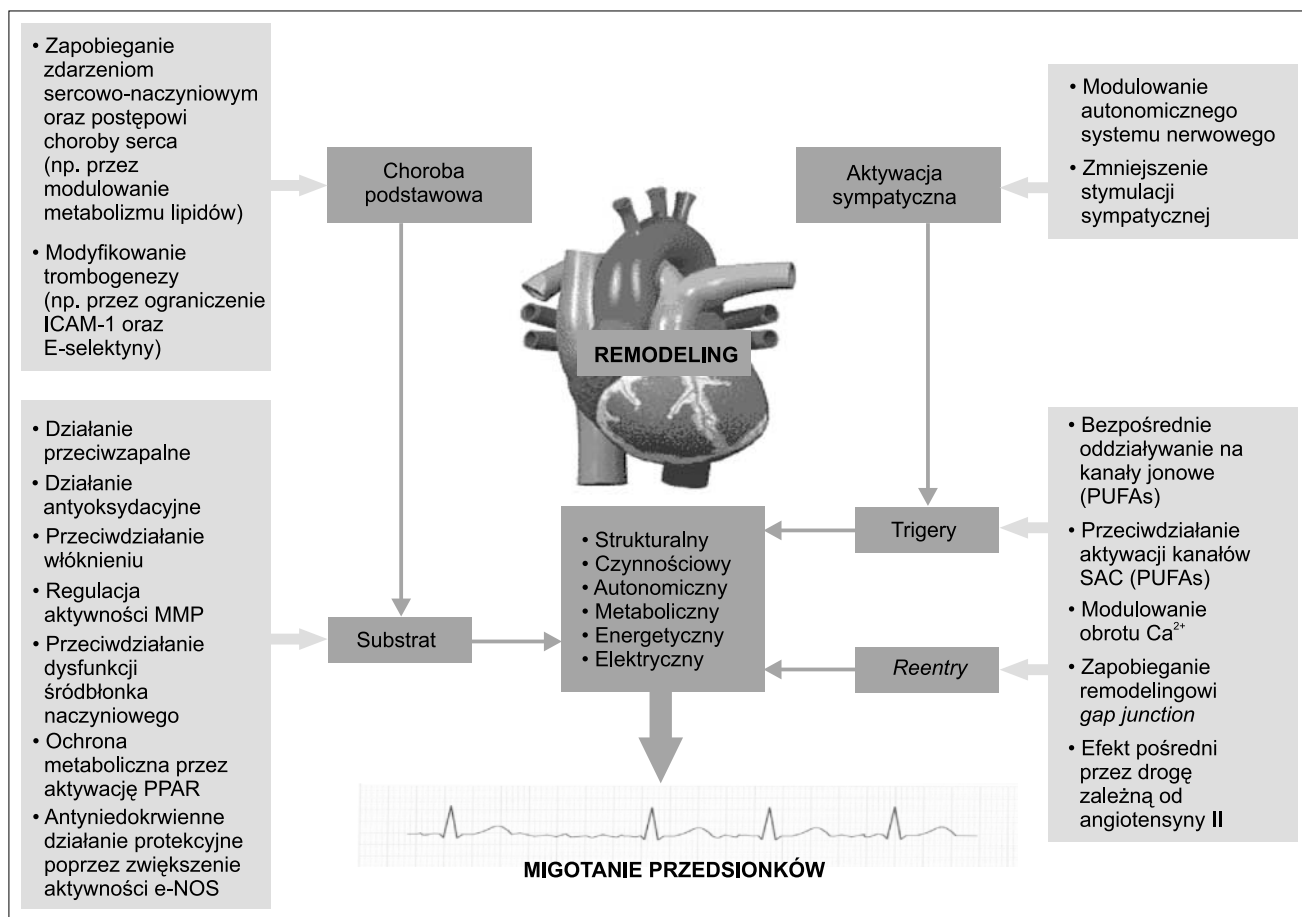 • Zapobieganie
zdarzeniom
sercowo-naczyniowym
oraz postępowi
choroby serca
(np. przez
modulowanie
metabolizmu lipidów)
• Modyfikowanie
trombogenezy
(np. przez ograniczenie
ICAM-1 oraz
E-selektyny)
Choroba
podstawowa
Aktywacja
sympatyczna
• Modulowanie
autonomicznego
systemu nerwowego
• Zmniejszenie
stymulacji
sympatycznej
REMODELING
• Działanie
przeciwzapalne
• Działanie
antyoksydacyjne
• Przeciwdziałanie
włóknieniu
• Regulacja
aktywności MMP
• Przeciwdziałanie
dysfunkcji
śródbłonka
naczyniowego
• Ochrona
metaboliczna przez
aktywację PPAR
• Antyniedokrwienne
działanie protekcyjne
poprzez zwiększenie
aktywności e-NOS
Substrat
• Strukturalny
• Czynnościowy
• Autonomiczny
• Metaboliczny
• Energetyczny
• Elektryczny
Trigery
Reentry
• Bezpośrednie
oddziaływanie na
kanały jonowe
(PUFAs)
• Przeciwdziałanie
aktywacji kanałów
SAC (PUFAs)
• Modulowanie
obrotu Ca²⁺
• Zapobieganie
remodelingowi
gap junction
• Efekt pośredni
przez drogę
zależną od
angiotensyny II
MIGOTANIE PRZEDSIONKÓW